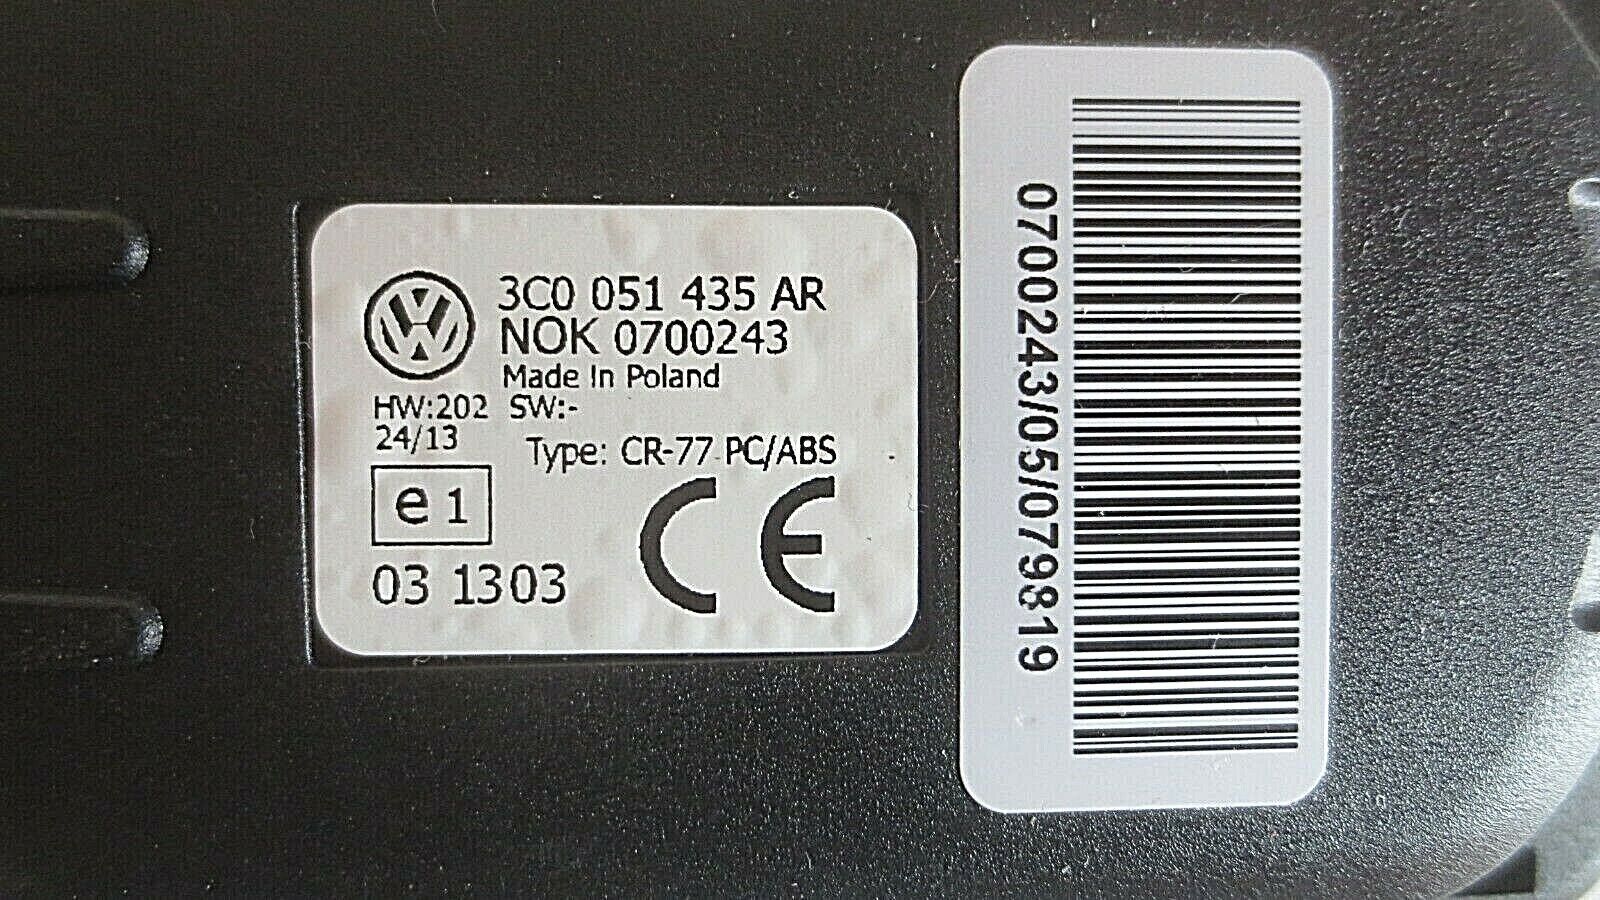 3C0 051 435 AR
NOK 0700243
Made In Poland
HW:202 SW:-
24/13
Type: CR-77 PC/ABS
e1
03 1303
CE
0700243/05/079819